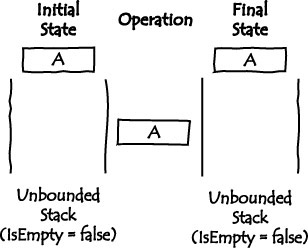 Initial
State
Operation
Final
State
A
A
A
Unbounded
Stack
(IsEmpty = false)
Unbounded
Stack
(IsEmpty = false)